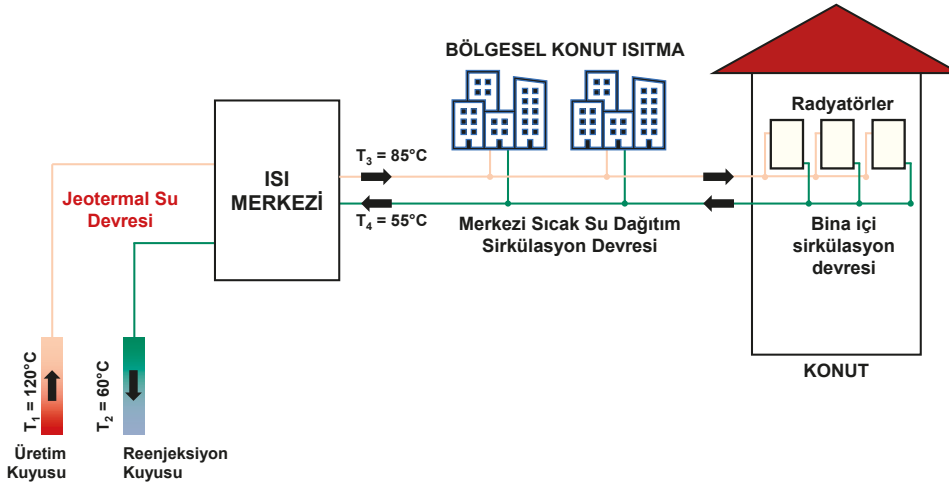 BÖLGESEL KONUT ISITMA
Radyatörler
T₃ = 85°C
ISI
MERKEZİ
Jeotermal Su
Devresi
T₄ = 55°C
Merkezi Sıcak Su Dağıtım
Sirkülasyon Devresi
Bina içi
sirkülasyon
devresi
KONUT
T₁ = 120°C
T₂ = 60°C
Üretim
Kuyusu
Reenjeksiyon
Kuyusu